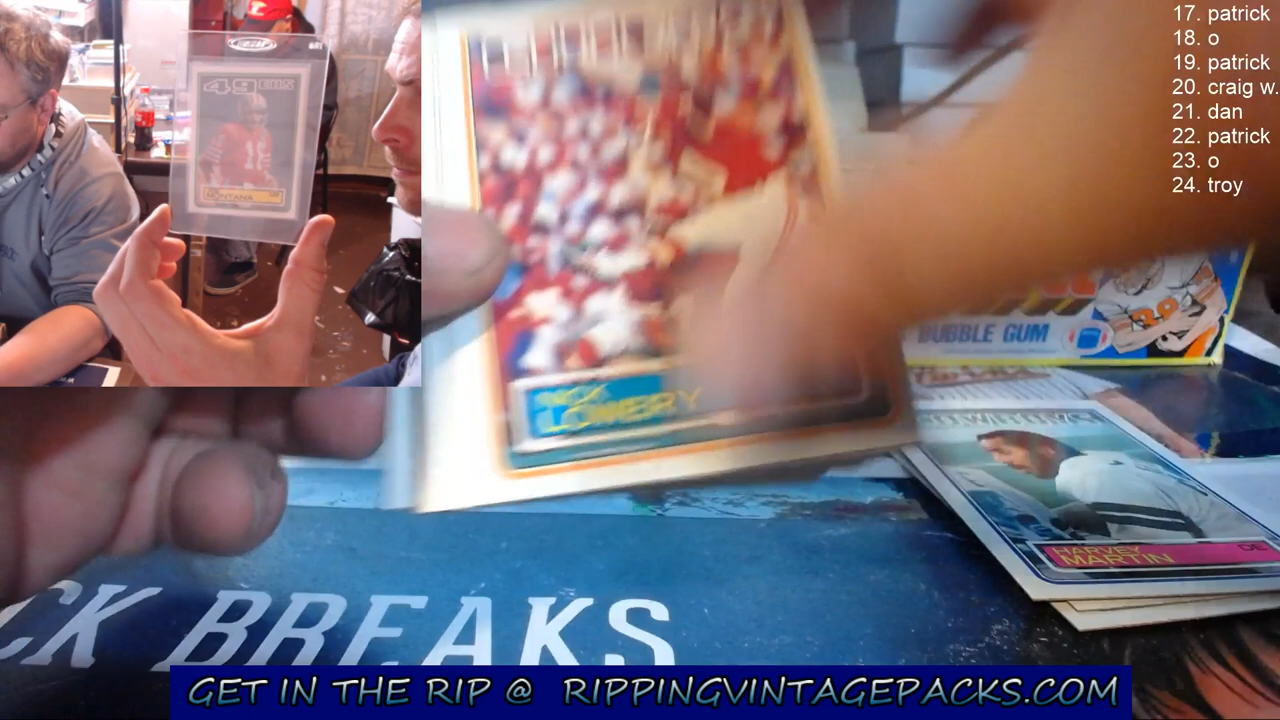 17. patrick
18. o
19. patrick
20. craig w.
21. dan
22. patrick
23. o
24. troy
49ERS
MONTANA
LOWERY
BUBBLE GUM
HARVEY
MARTIN
DE
CK BREAKS
GET IN THE RIP @ RIPPINGVINTAGEPACKS.COM